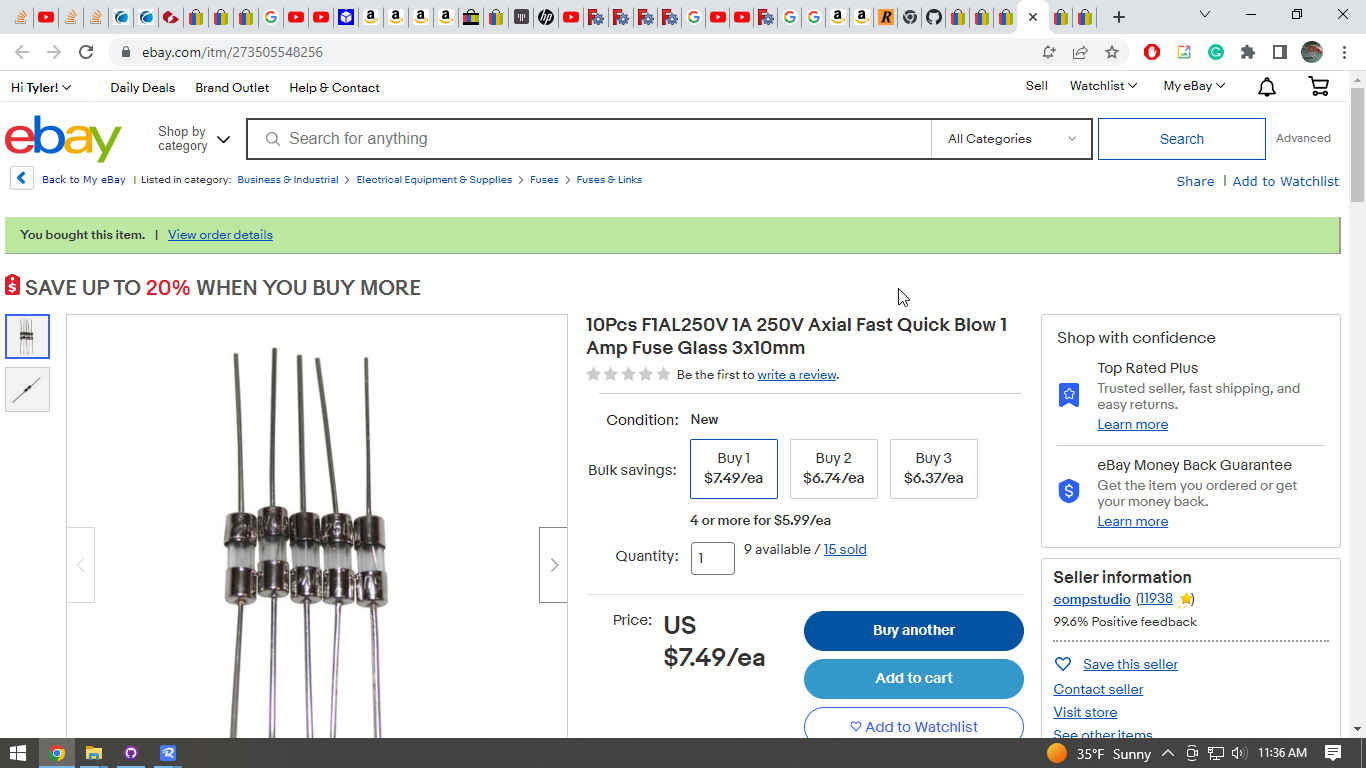 ebay.com/itm/273505548256
Hi Tyler!
Daily Deals
Brand Outlet
Help & Contact
Sell
Watchlist
My eBay
ebay
Shop by
category
Search for anything
All Categories
Search
Advanced
Back to My eBay | Listed in category: Business & Industrial > Electrical Equipment & Supplies > Fuses > Fuses & Links
Share | Add to Watchlist
You bought this item. | View order details
$ SAVE UP TO 20% WHEN YOU BUY MORE
10Pcs F1AL250V 1A 250V Axial Fast Quick Blow 1
Amp Fuse Glass 3x10mm
Be the first to write a review.
Condition: New
Bulk savings:
Buy 1
$7.49/ea
Buy 2
$6.74/ea
Buy 3
$6.37/ea
4 or more for $5.99/ea
Quantity:
1
9 available / 15 sold
Price:
US
$7.49/ea
Buy another
Add to cart
Add to Watchlist
Shop with confidence
Top Rated Plus
Trusted seller, fast shipping, and
easy returns.
Learn more
eBay Money Back Guarantee
Get the item you ordered or get
your money back.
Learn more
Seller information
compstudio (11938)
99.6% Positive feedback
Save this seller
Contact seller
Visit store
See other items
35°F Sunny
11:36 AM